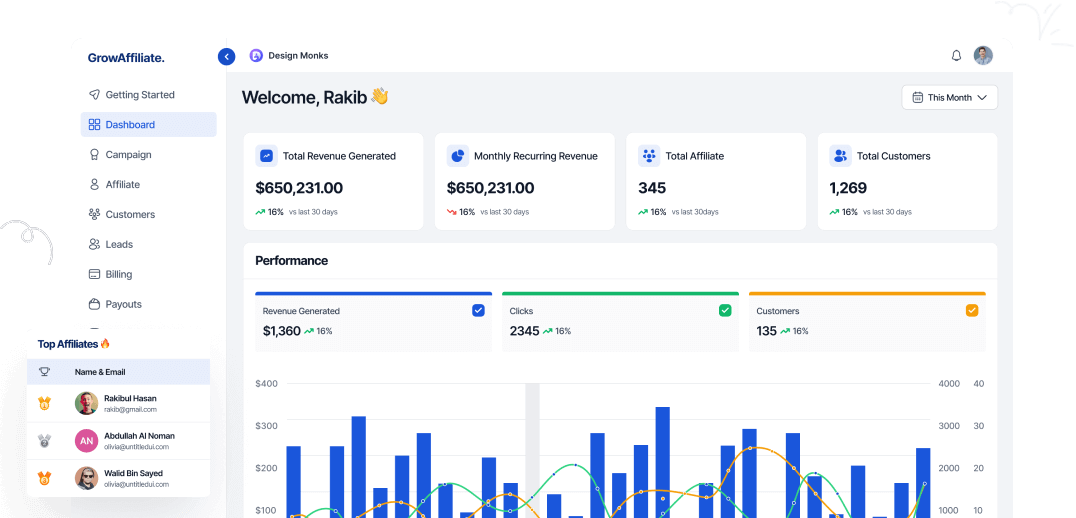 GrowAffiliate.
Design Monks
Getting Started
Dashboard
Campaign
Affiliate
Customers
Leads
Billing
Payouts
Top Affiliates
Name & Email
Rakibul Hasan
rakib@gmail.com
AN
Abdullah Al Noman
olivia@untitledui.com
Walid Bin Sayed
olivia@untitledui.com
Welcome, Rakib
This Month
Total Revenue Generated
$650,231.00
16% vs last 30 days
Monthly Recurring Revenue
$650,231.00
16% vs last 30 days
Total Affiliate
345
16% vs last 30days
Total Customers
1,269
16% vs last 30 days
Performance
Revenue Generated
$1,360 16%
Clicks
2345 16%
Customers
135 16%
$400 4000 40
$300 3000 30
$200 2000 20
$100 1000 10